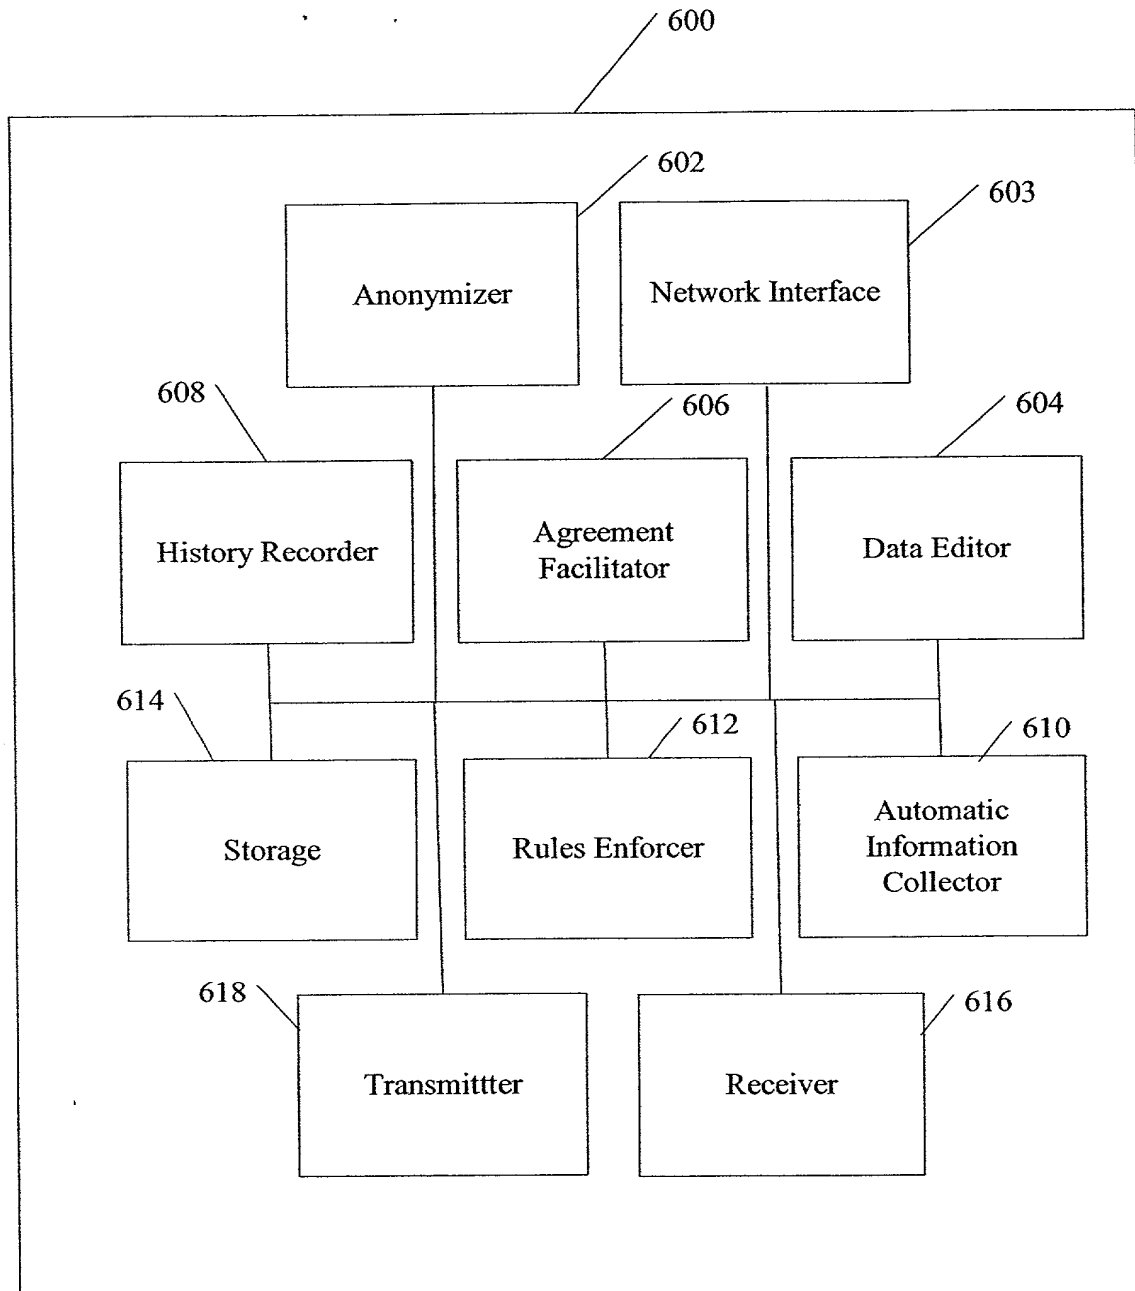 600
602
603
Anonymizer
Network Interface
608
606
604
History Recorder
Agreement
Facilitator
Data Editor
614
612
610
Storage
Rules Enforcer
Automatic
Information
Collector
618
616
Transmittter
Receiver